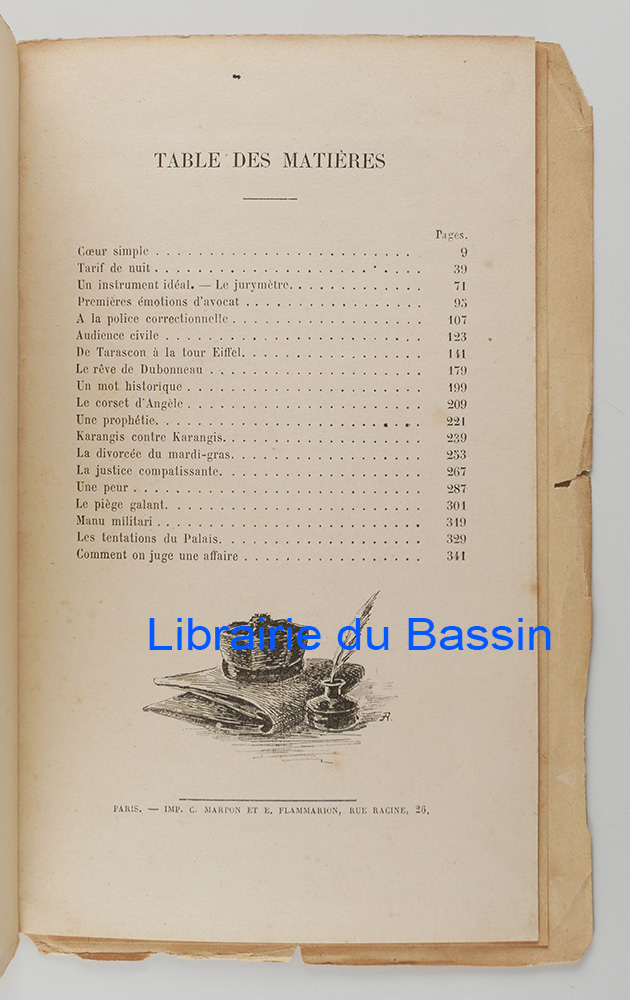 TABLE DES MATIÈRES
Pages.
Cœur simple . . . . . . . . . . . . . . . . . . . . . . . . . 9
Tarif de nuit . . . . . . . . . . . . . . . . . . . . . . . . . 39
Un instrument idéal. — Le jurymètre. . . . . . . . . . . . . 71
Premières émotions d'avocat . . . . . . . . . . . . . . . . 95
A la police correctionnelle . . . . . . . . . . . . . . . . . . 107
Audience civile . . . . . . . . . . . . . . . . . . . . . . . . 123
De Tarascon à la tour Eiffel. . . . . . . . . . . . . . . . . . 141
Le rêve de Dubonneau . . . . . . . . . . . . . . . . . . . . 179
Un mot historique . . . . . . . . . . . . . . . . . . . . . . 199
Le corset d'Angèle . . . . . . . . . . . . . . . . . . . . . . 209
Une prophétie. . . . . . . . . . . . . . . . . . . . . . . . . 221
Karangis contre Karangis. . . . . . . . . . . . . . . . . . . 239
La divorcée du mardi-gras. . . . . . . . . . . . . . . . . . 253
La justice compatissante. . . . . . . . . . . . . . . . . . . 267
Une peur . . . . . . . . . . . . . . . . . . . . . . . . . . . 287
Le piège galant. . . . . . . . . . . . . . . . . . . . . . . . 301
Manu militari . . . . . . . . . . . . . . . . . . . . . . . . . 319
Les tentations du Palais. . . . . . . . . . . . . . . . . . . . 329
Comment on juge une affaire . . . . . . . . . . . . . . . . 341
Librairie du Bassin
PARIS. — IMP. C. MARPON ET E. FLAMMARION, RUE RACINE, 26.